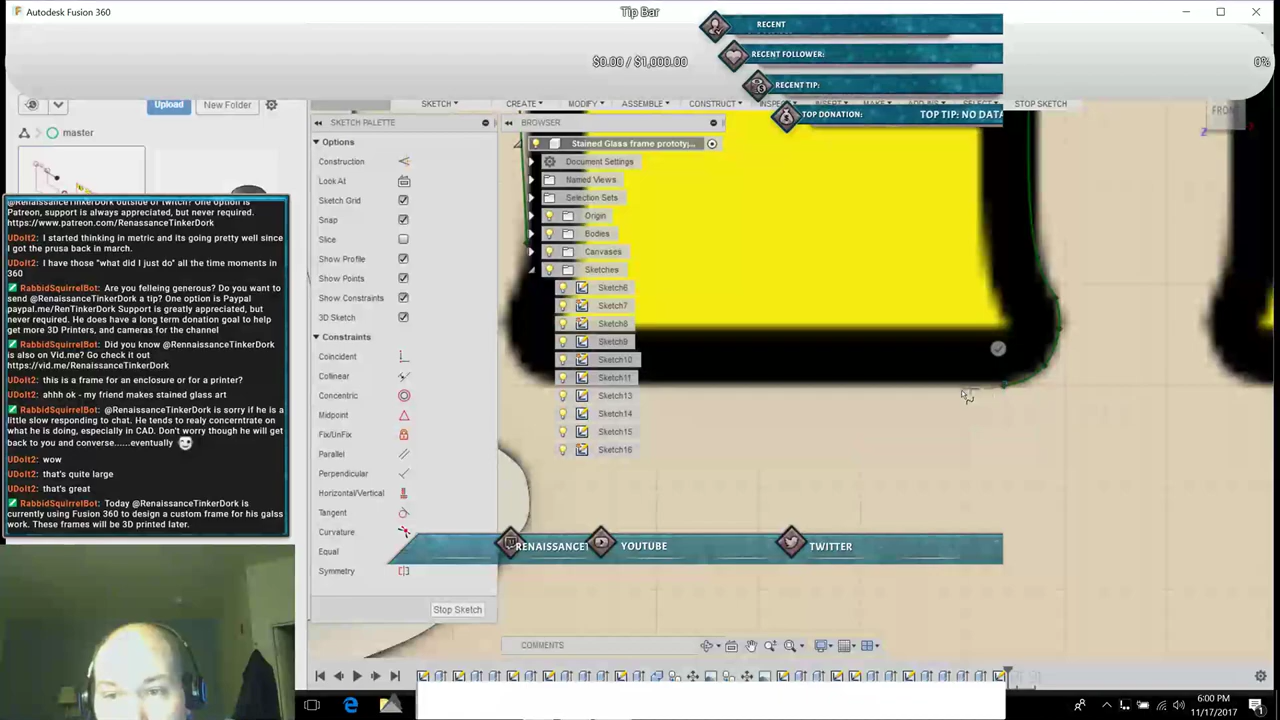 Autodesk Fusion 360
Tip Bar
RECENT
RECENT FOLLOWER:
$0.00 / $1,000.00
0%
RECENT TIP:
TOP DONATION:
TOP TIP: NO DATA
Upload
New Folder
SKETCH
CREATE
MODIFY
ASSEMBLE
CONSTRUCT
STOP SKETCH
FRONT
master
SKETCH PALETTE
BROWSER
Options
Construction
Look At
Sketch Grid
Snap
Slice
Show Profile
Show Points
Show Constraints
3D Sketch
Constraints
Coincident
Collinear
Concentric
Midpoint
Fix/UnFix
Parallel
Perpendicular
Horizontal/Vertical
Tangent
Curvature
Equal
Symmetry
Stop Sketch
Stained Glass frame prototyp...
Document Settings
Named Views
Selection Sets
Origin
Bodies
Canvases
Sketches
Sketch6
Sketch7
Sketch8
Sketch9
Sketch10
Sketch11
Sketch13
Sketch14
Sketch15
Sketch16
@RenaissanceTinkerDork outside of twitch? One option is
Patreon, support is always appreciated, but never required.
https://www.patreon.com/RenassanceTinkerDork
UDoIt2: I started thinking in metric and its going pretty well since
I got the prusa back in march.
UDoIt2: I have those "what did I just do" all the time moments in
360
RabbidSquirrelBot: Are you felleing generous? Do you want to
send @RenaissanceTinkerDork a tip? One option is Paypal
paypal.me/RenTinkerDork Support is greatly appreciated, but
never required. He does have a long term donation goal to help
get more 3D Printers, and cameras for the channel
RabbidSquirrelBot: Did you know @RennaissanceTinkerDork
is also on Vid.me? Go check it out
https://vid.me/RenissanceTinkerDork
UDoIt2: this is a frame for an enclosure or for a printer?
UDoIt2: ahhh ok - my friend makes stained glass art
RabbidSquirrelBot: @RenaissanceTinkerDork is sorry if he is a
little slow responding to chat. He tends to realy concerntrate on
what he is doing, especially in CAD. Don't worry though he will get
back to you and converse......eventually
UDoIt2: wow
UDoIt2: that's quite large
UDoIt2: that's great
RabbidSquirrelBot: Today @RenaissanceTinkerDork is
currently using Fusion 360 to design a custom frame for his galss
work. These frames will be 3D printed later.
RENAISSANCET
YOUTUBE
TWITTER
COMMENTS
6:00 PM
11/17/2017